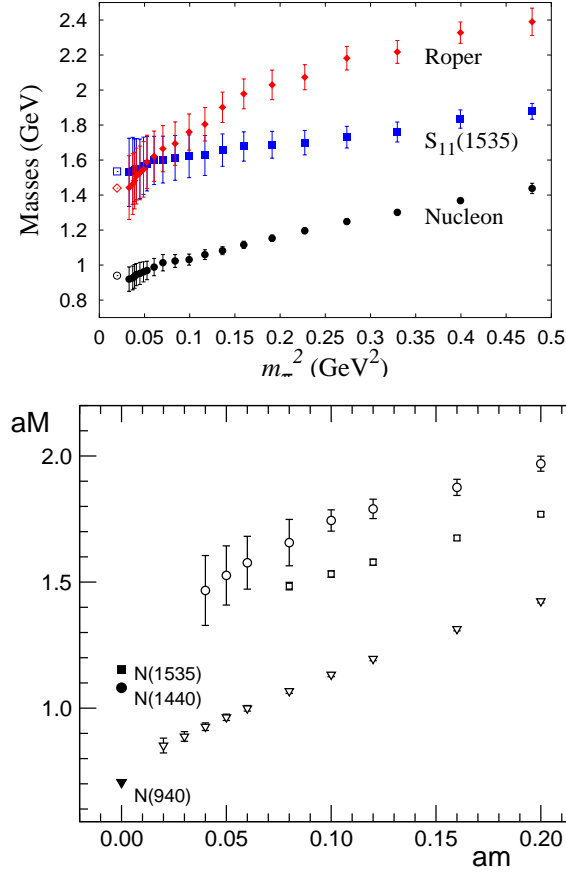 2.4
2.2
2
1.8
1.6
1.4
1.2
1
0.8
Masses (GeV)
Roper
S₁₁(1535)
Nucleon
0 0.05 0.1 0.15 0.2 0.25 0.3 0.35 0.4 0.45 0.5
m_π² (GeV²)
aM
2.0
1.5
1.0
N(1535)
N(1440)
N(940)
0.00 0.05 0.10 0.15 0.20
am